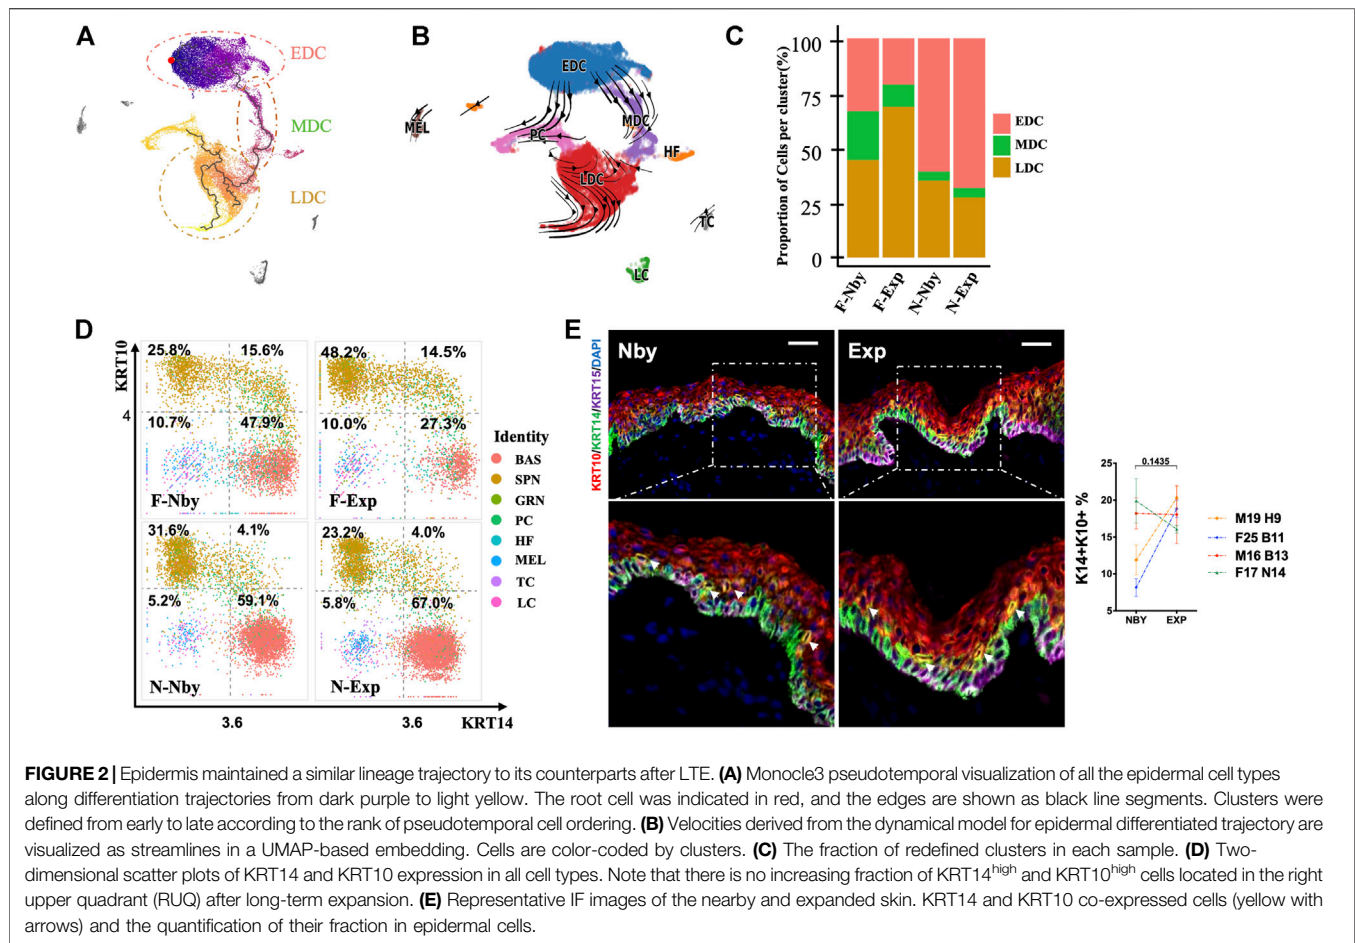 A
EDC
MDC
LDC
B
EDC
MEL
MDC
PC
HF
LDC
TC
LC
C
Proportion of Cells per cluster(%)
100
75
50
25
0
F-Nby
F-Exp
N-Nby
N-Exp
EDC
MDC
LDC
D
KRT10
4
25.8% 15.6%
10.7% 47.9%
F-Nby
48.2% 14.5%
10.0% 27.3%
F-Exp
31.6% 4.1%
5.2% 59.1%
N-Nby
23.2% 4.0%
5.8% 67.0%
N-Exp
3.6 3.6 KRT14
Identity
BAS
SPN
GRN
PC
HF
MEL
TC
LC
E
KRT10/KRT14/KRT15/DAPI
Nby
Exp
K14+K10+ %
25
20
15
10
5
0.1435
NBY EXP
M19 H9
F25 B11
M16 B13
F17 N14
FIGURE 2 | Epidermis maintained a similar lineage trajectory to its counterparts after LTE. (A) Monocle3 pseudotemporal visualization of all the epidermal cell types
along differentiation trajectories from dark purple to light yellow. The root cell was indicated in red, and the edges are shown as black line segments. Clusters were
defined from early to late according to the rank of pseudotemporal cell ordering. (B) Velocities derived from the dynamical model for epidermal differentiated trajectory are
visualized as streamlines in a UMAP-based embedding. Cells are color-coded by clusters. (C) The fraction of redefined clusters in each sample. (D) Two-
dimensional scatter plots of KRT14 and KRT10 expression in all cell types. Note that there is no increasing fraction of KRT14high and KRT10high cells located in the right
upper quadrant (RUQ) after long-term expansion. (E) Representative IF images of the nearby and expanded skin. KRT14 and KRT10 co-expressed cells (yellow with
arrows) and the quantification of their fraction in epidermal cells.